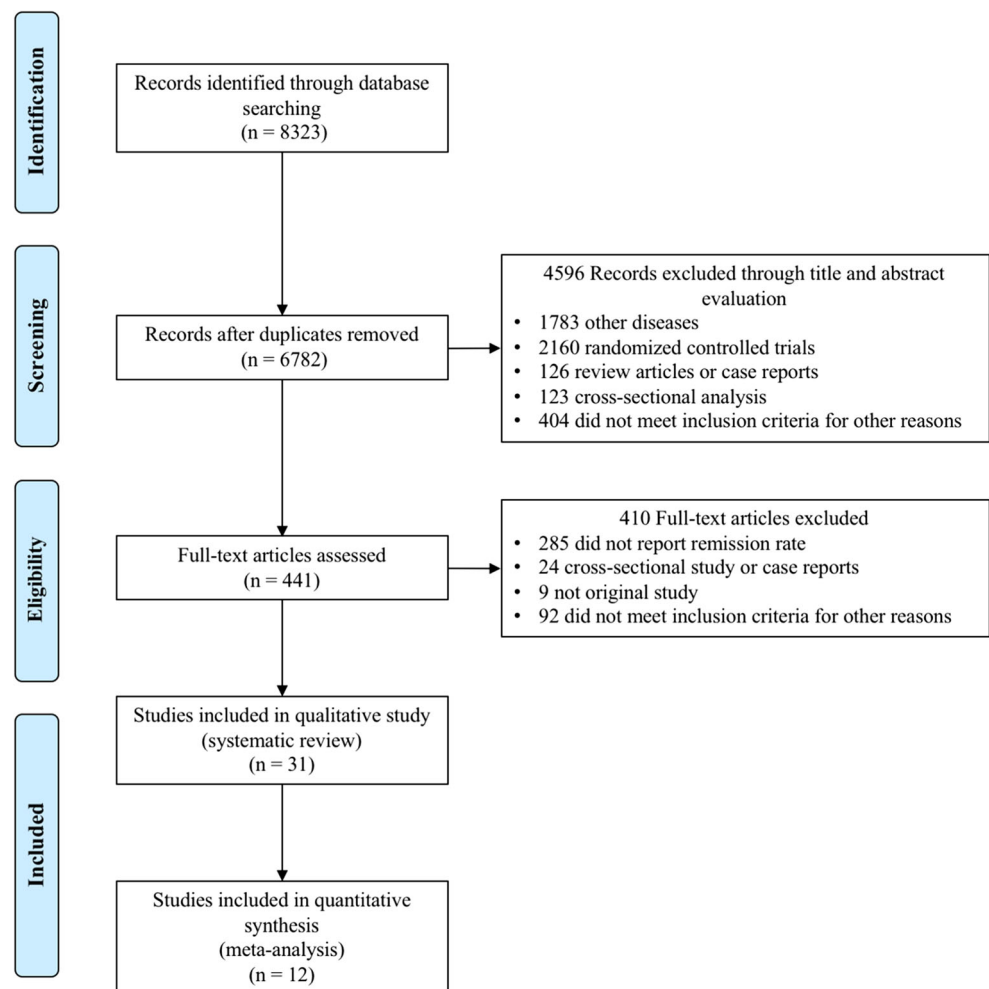 Identification
Records identified through database
searching
(n = 8323)
Screening
Records after duplicates removed
(n = 6782)
4596 Records excluded through title and abstract
evaluation
• 1783 other diseases
• 2160 randomized controlled trials
• 126 review articles or case reports
• 123 cross-sectional analysis
• 404 did not meet inclusion criteria for other reasons
Eligibility
Full-text articles assessed
(n = 441)
410 Full-text articles excluded
• 285 did not report remission rate
• 24 cross-sectional study or case reports
• 9 not original study
• 92 did not meet inclusion criteria for other reasons
Included
Studies included in qualitative study
(systematic review)
(n = 31)
Studies included in quantitative
synthesis
(meta-analysis)
(n = 12)